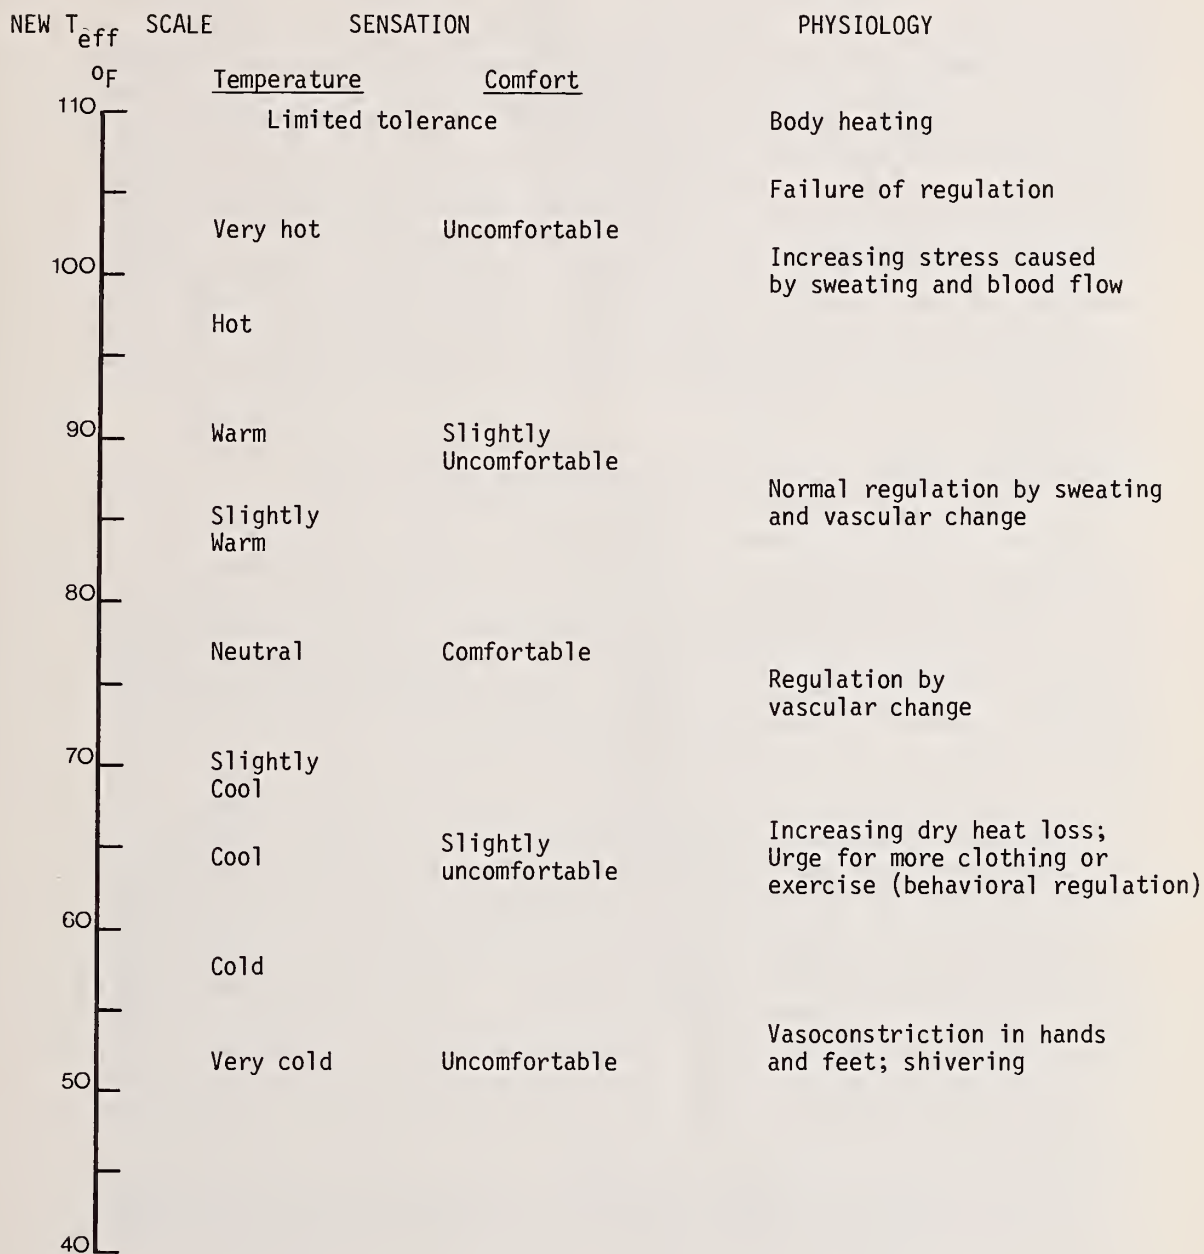 NEW Teff SCALE SENSATION PHYSIOLOGY
°F Temperature Comfort
110 Limited tolerance Body heating
Failure of regulation
Very hot Uncomfortable
100 Increasing stress caused
by sweating and blood flow
Hot
90 Warm Slightly
Uncomfortable
Normal regulation by sweating
Slightly and vascular change
Warm
80
Neutral Comfortable
Regulation by
vascular change
70 Slightly
Cool
Increasing dry heat loss;
Cool Slightly Urge for more clothing or
uncomfortable exercise (behavioral regulation)
60
Cold
Vasoconstriction in hands
Very cold Uncomfortable and feet; shivering
50
40